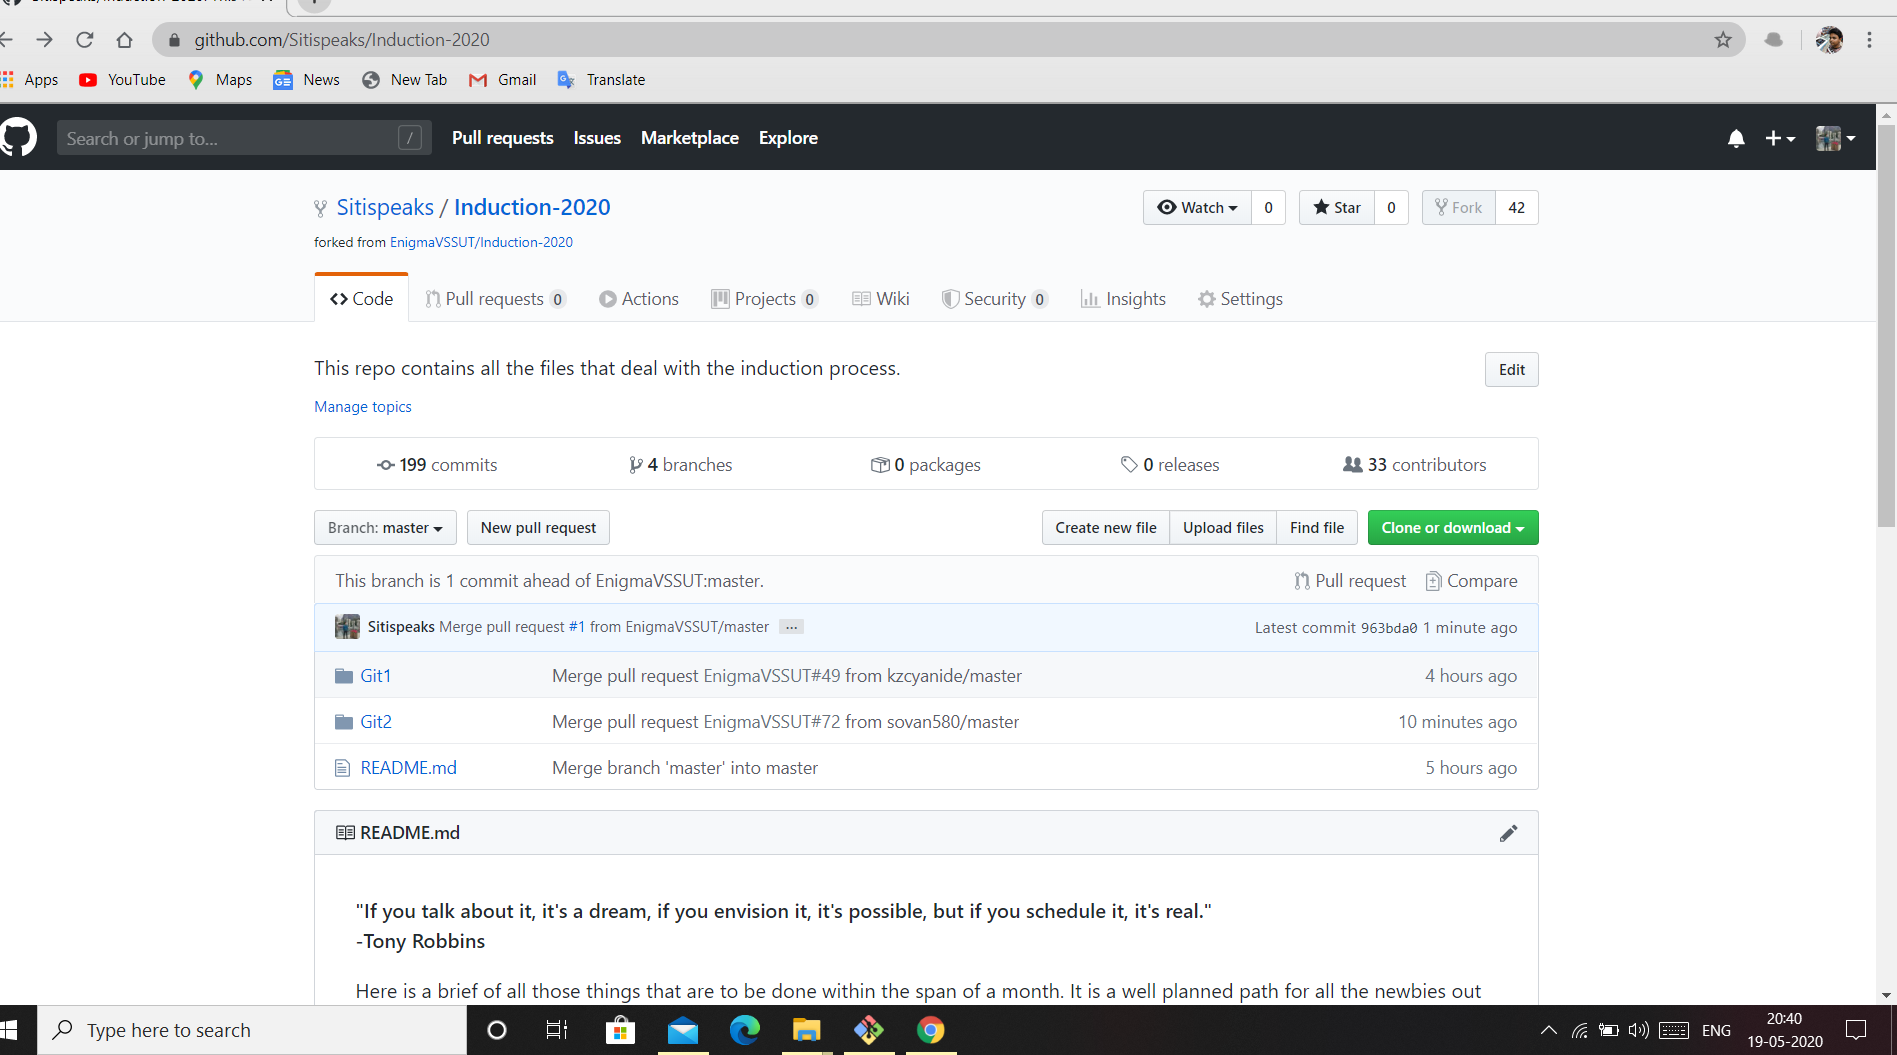 github.com/Sitispeaks/Induction-2020
Apps YouTube Maps News New Tab Gmail Translate
Search or jump to... / Pull requests Issues Marketplace Explore
Sitispeaks / Induction-2020 Watch 0 Star 0 Fork 42
forked from EnigmaVSSUT/Induction-2020
Code Pull requests 0 Actions Projects 0 Wiki Security 0 Insights Settings
This repo contains all the files that deal with the induction process. Edit
Manage topics
199 commits 4 branches 0 packages 0 releases 33 contributors
Branch: master New pull request Create new file Upload files Find file Clone or download
This branch is 1 commit ahead of EnigmaVSSUT:master. Pull request Compare
Sitispeaks Merge pull request #1 from EnigmaVSSUT/master ... Latest commit 963bda0 1 minute ago
Git1 Merge pull request EnigmaVSSUT#49 from kzcyanide/master 4 hours ago
Git2 Merge pull request EnigmaVSSUT#72 from sovan580/master 10 minutes ago
README.md Merge branch 'master' into master 5 hours ago
README.md
"If you talk about it, it's a dream, if you envision it, it's possible, but if you schedule it, it's real."
-Tony Robbins
Here is a brief of all those things that are to be done within the span of a month. It is a well planned path for all the newbies out
Type here to search ENG 20:40
19-05-2020